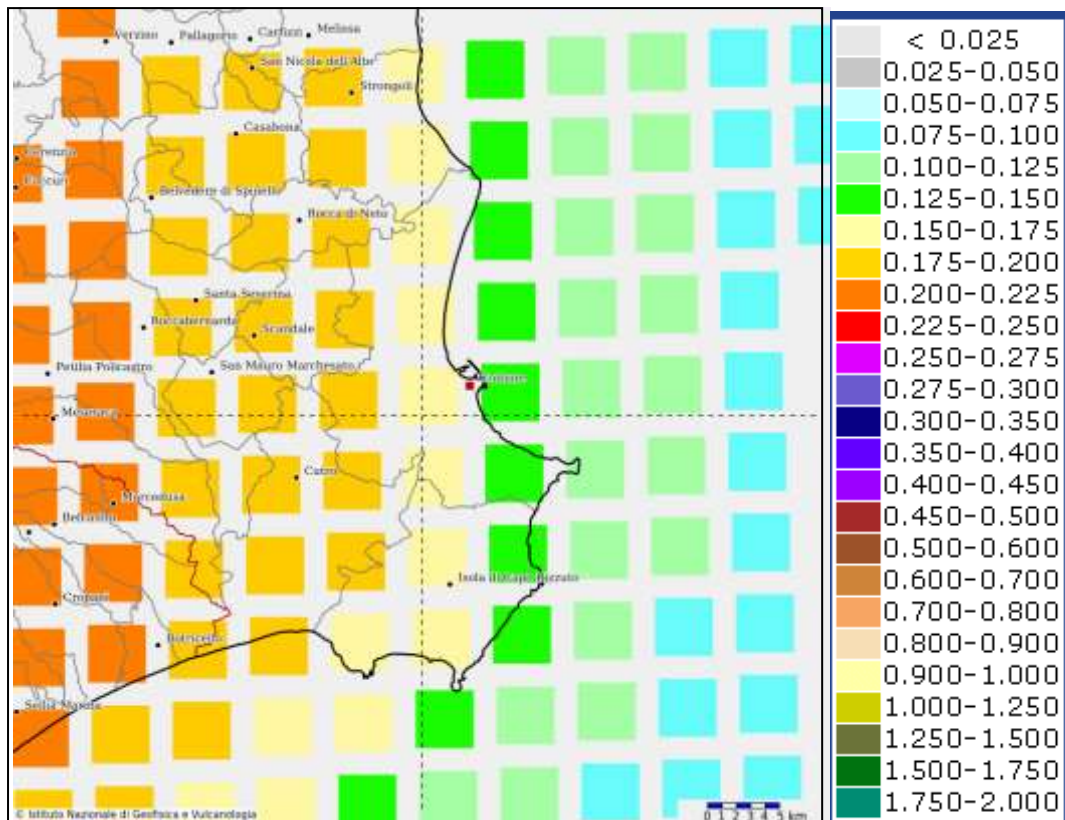 Verzino
Pallagorio
Carfizzi
Melissa
San Nicola dell'Alto
Strongoli
Casabona
Cerenzia
Caccuri
Belvedere di Spinello
Rocca di Neto
Santa Severina
Roccabernarda
Scandale
Petilia Policastro
San Mauro Marchesato
Crotone
Mesoraca
Cutro
Marcedusa
Belcastro
Isola di Capo Rizzuto
Cropani
Botricello
Sellia Marina
© Istituto Nazionale di Geofisica e Vulcanologia
0 1 2 3 4 5 km
< 0.025
0.025-0.050
0.050-0.075
0.075-0.100
0.100-0.125
0.125-0.150
0.150-0.175
0.175-0.200
0.200-0.225
0.225-0.250
0.250-0.275
0.275-0.300
0.300-0.350
0.350-0.400
0.400-0.450
0.450-0.500
0.500-0.600
0.600-0.700
0.700-0.800
0.800-0.900
0.900-1.000
1.000-1.250
1.250-1.500
1.500-1.750
1.750-2.000